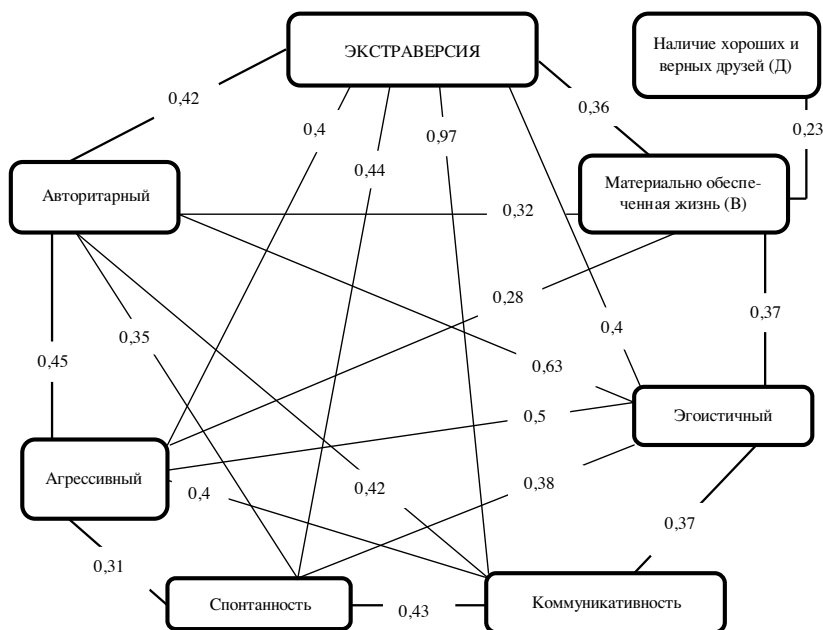 ЭКСТРАВЕРСИЯ
Наличие хороших и
верных друзей (Д)
0,42
0,4
0,97
0,36
0,23
0,44
Авторитарный
Материально обеспе-
ченная жизнь (В)
0,32
0,28
0,37
0,35
0,4
0,45
0,63
0,5
Эгоистичный
Агрессивный
0,4
0,42
0,38
0,37
0,31
Спонтанность
0,43
Коммуникативность